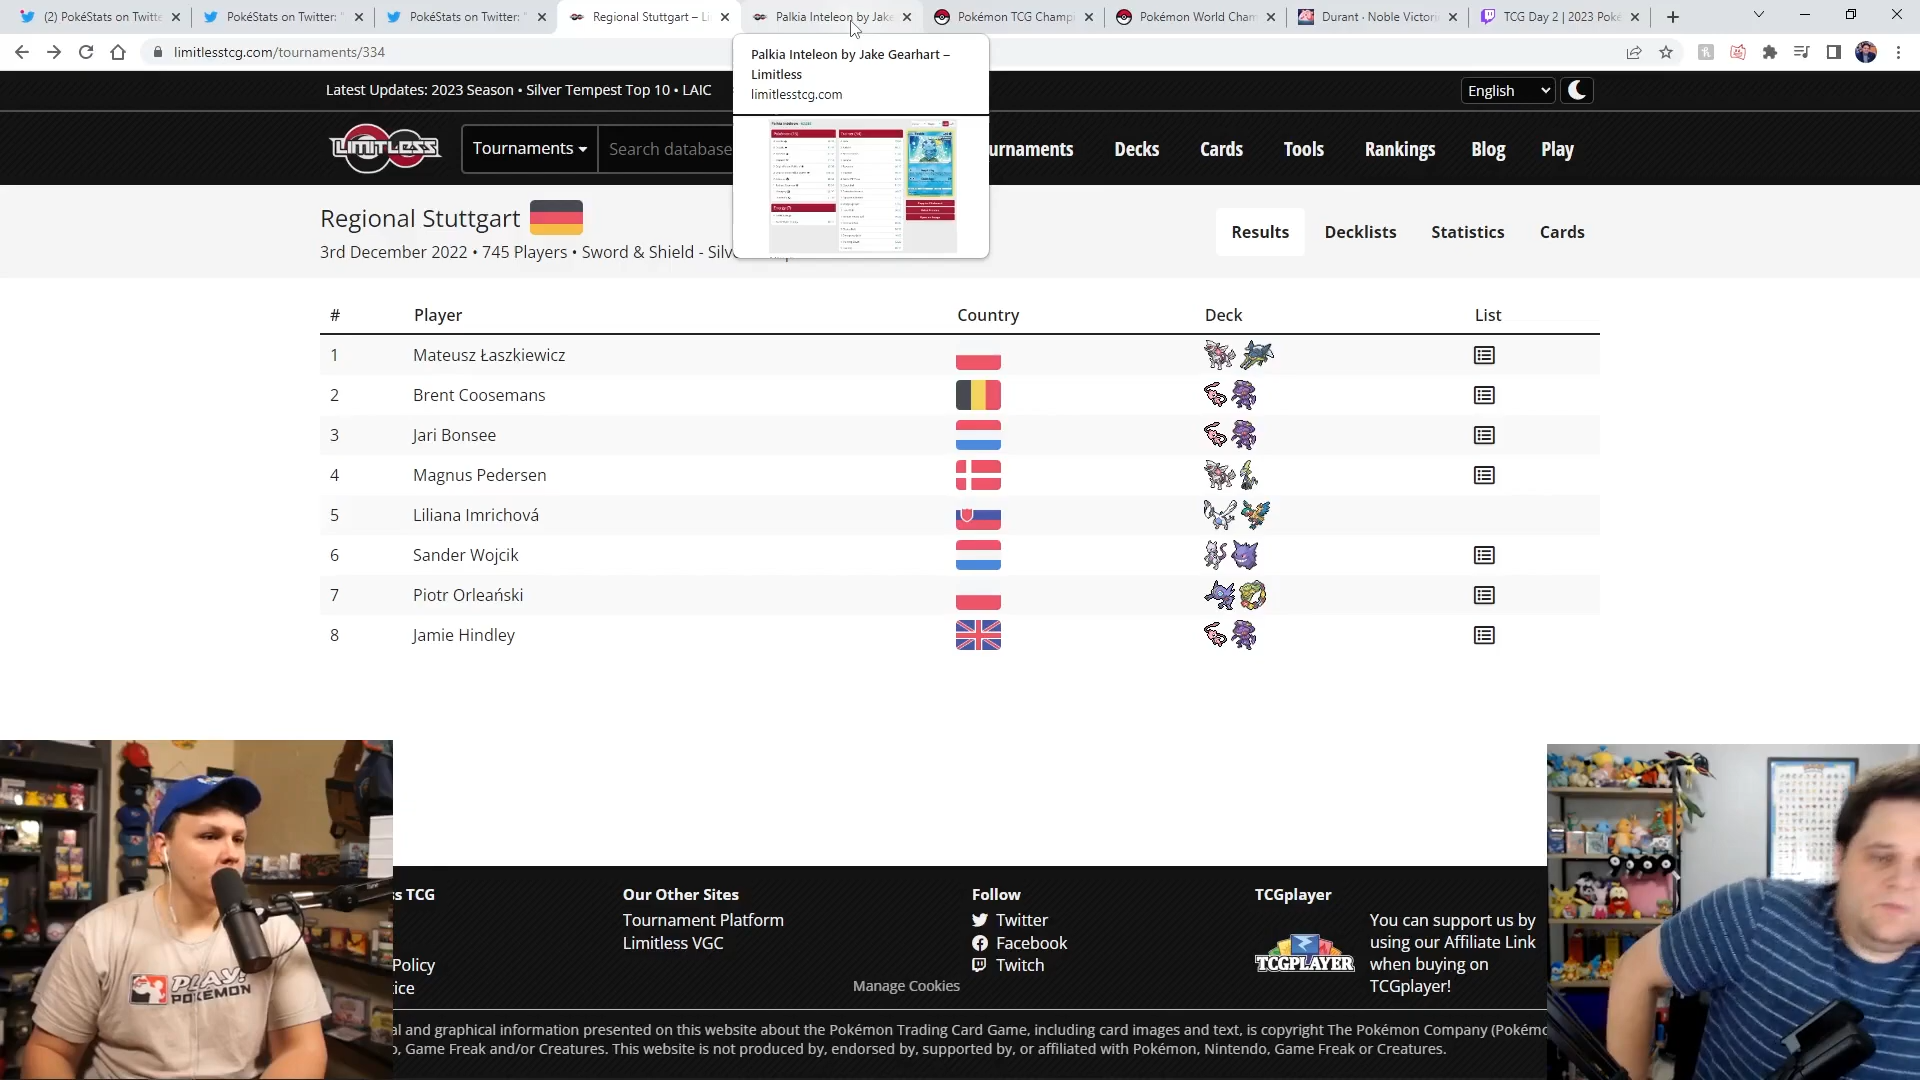 (2) PokéStats on Twitte
PokéStats on Twitter: "
PokéStats on Twitter: "
Regional Stuttgart – Li
Palkia Inteleon by Jake
Pokémon TCG Champi
Pokémon World Cham
Durant · Noble Victori
TCG Day 2 | 2023 Poké
limitlesstcg.com/tournaments/334
Palkia Inteleon by Jake Gearhart –
Limitless
limitlesstcg.com
Latest Updates: 2023 Season • Silver Tempest Top 10 • LAIC
English
LIMITLESS
Tournaments
Search database
urnaments
Decks
Cards
Tools
Rankings
Blog
Play
Regional Stuttgart
3rd December 2022 • 745 Players • Sword & Shield - Silv
Results
Decklists
Statistics
Cards
# Player Country Deck List
1 Mateusz Łaszkiewicz
2 Brent Coosemans
3 Jari Bonsee
4 Magnus Pedersen
5 Liliana Imrichová
6 Sander Wojcik
7 Piotr Orleański
8 Jamie Hindley
ss TCG
Policy
ice
Our Other Sites
Tournament Platform
Limitless VGC
Follow
Twitter
Facebook
Twitch
Manage Cookies
TCGplayer
TCGPLAYER
You can support us by
using our Affiliate Link
when buying on
TCGplayer!
al and graphical information presented on this website about the Pokémon Trading Card Game, including card images and text, is copyright The Pokémon Company (Pokémo
o, Game Freak and/or Creatures. This website is not produced by, endorsed by, supported by, or affiliated with Pokémon, Nintendo, Game Freak or Creatures.
PLAY!
POKÉMON